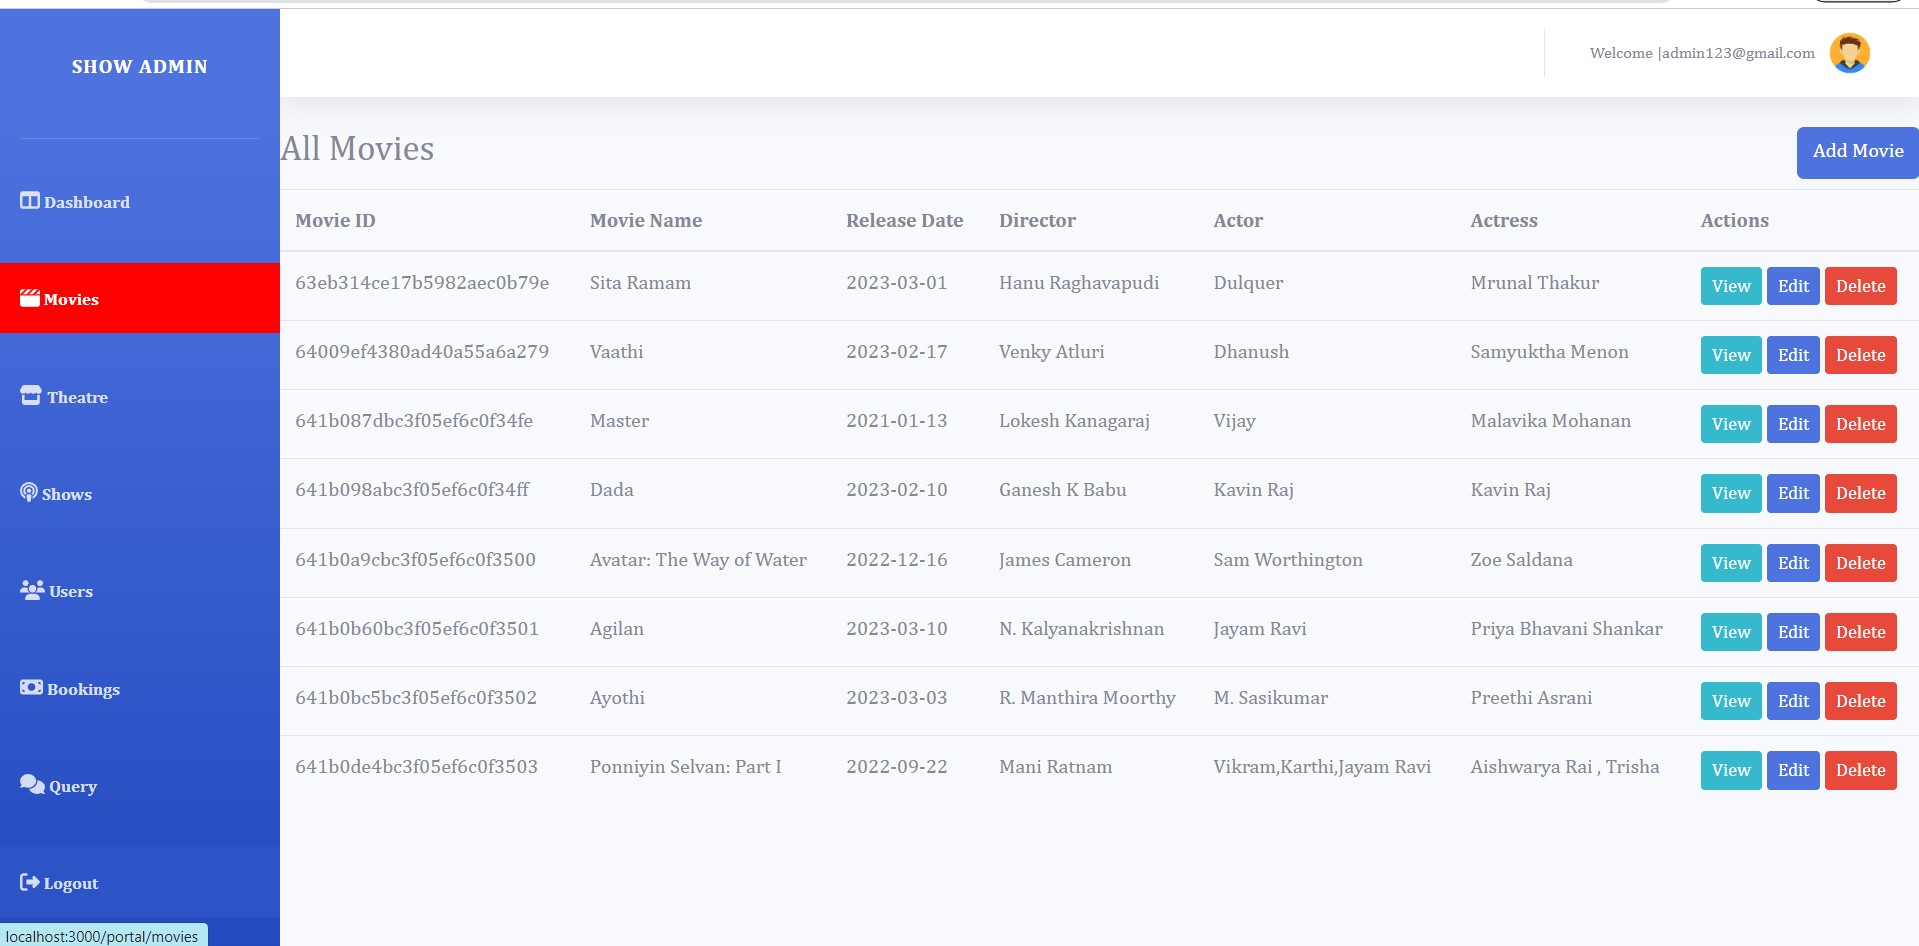 SHOW ADMIN
Welcome |admin123@gmail.com
Dashboard
Movies
Theatre
Shows
Users
Bookings
Query
Logout
All Movies
Add Movie
Movie ID Movie Name Release Date Director Actor Actress Actions
63eb314ce17b5982aec0b79e Sita Ramam 2023-03-01 Hanu Raghavapudi Dulquer Mrunal Thakur View Edit Delete
64009ef4380ad40a55a6a279 Vaathi 2023-02-17 Venky Atluri Dhanush Samyuktha Menon View Edit Delete
641b087dbc3f05ef6c0f34fe Master 2021-01-13 Lokesh Kanagaraj Vijay Malavika Mohanan View Edit Delete
641b098abc3f05ef6c0f34ff Dada 2023-02-10 Ganesh K Babu Kavin Raj Kavin Raj View Edit Delete
641b0a9cbc3f05ef6c0f3500 Avatar: The Way of Water 2022-12-16 James Cameron Sam Worthington Zoe Saldana View Edit Delete
641b0b60bc3f05ef6c0f3501 Agilan 2023-03-10 N. Kalyanakrishnan Jayam Ravi Priya Bhavani Shankar View Edit Delete
641b0bc5bc3f05ef6c0f3502 Ayothi 2023-03-03 R. Manthira Moorthy M. Sasikumar Preethi Asrani View Edit Delete
641b0de4bc3f05ef6c0f3503 Ponniyin Selvan: Part I 2022-09-22 Mani Ratnam Vikram,Karthi,Jayam Ravi Aishwarya Rai , Trisha View Edit Delete
localhost:3000/portal/movies